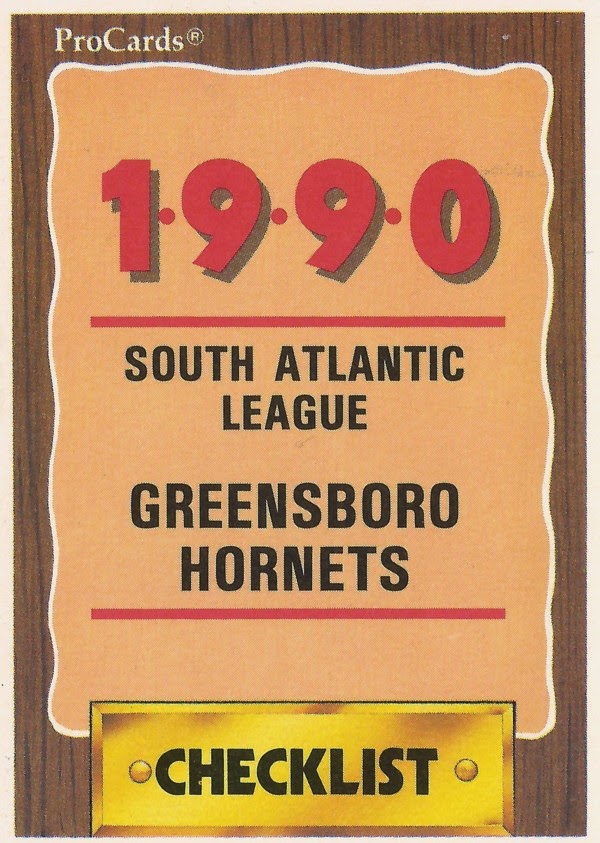 ProCards®
1·9·9·0
SOUTH ATLANTIC
LEAGUE
GREENSBORO
HORNETS
CHECKLIST